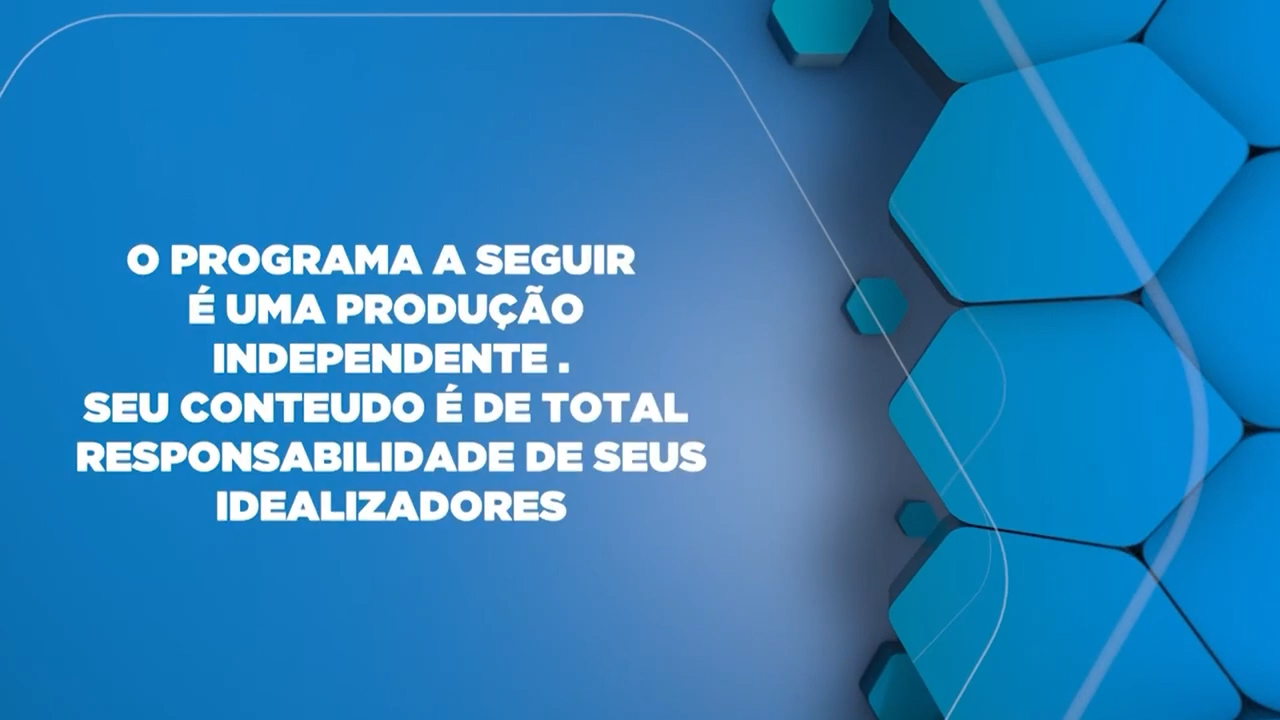 O PROGRAMA A SEGUIR
É UMA PRODUÇÃO
INDEPENDENTE .
SEU CONTEUDO É DE TOTAL
RESPONSABILIDADE DE SEUS
IDEALIZADORES